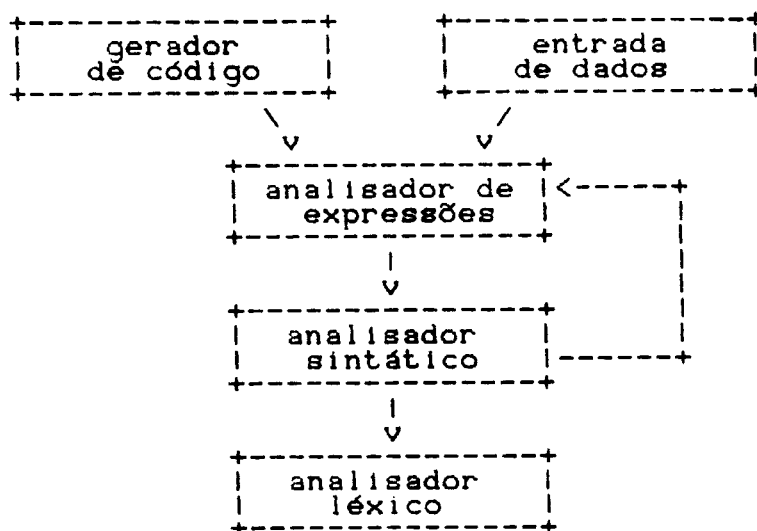 gerador
de código
entrada
de dados
analisador de
expressões
analisador
sintático
analisador
léxico